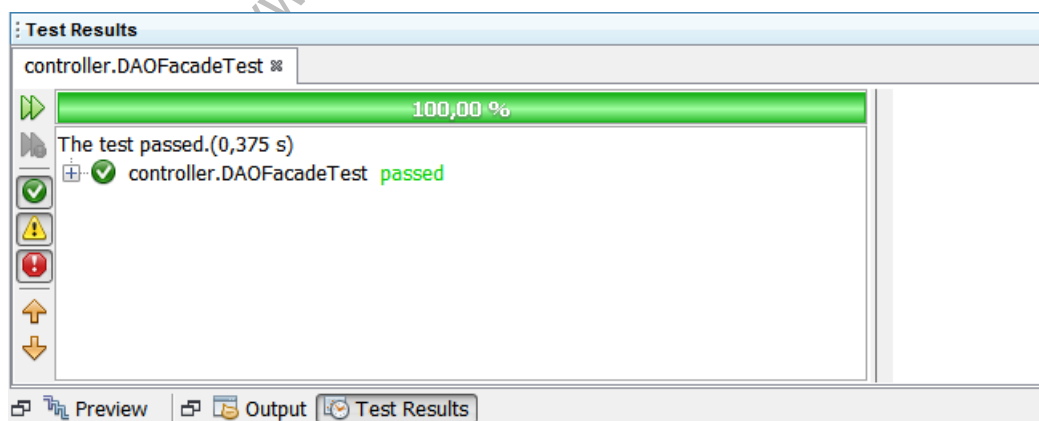 Test Results
controller.DAOFacadeTest
100,00 %
The test passed.(0,375 s)
controller.DAOFacadeTest passed
Preview Output Test Results